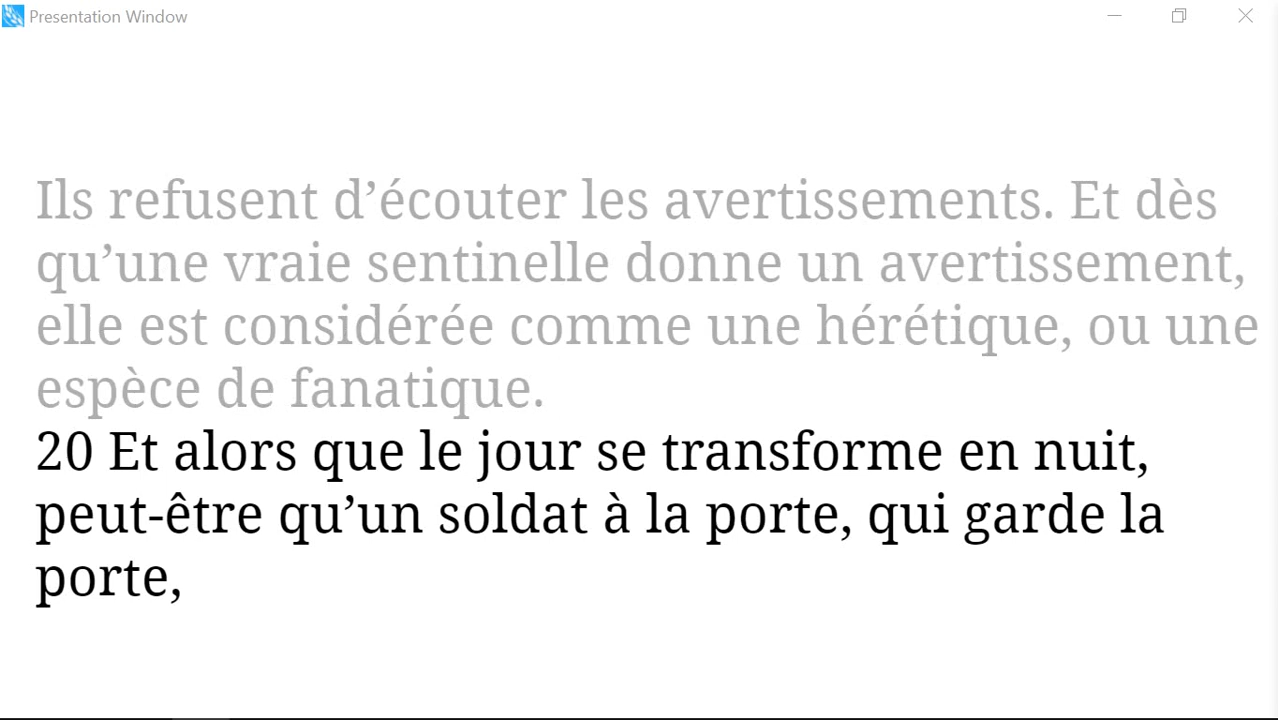 Presentation Window
Ils refusent d’écouter les avertissements. Et dès
qu’une vraie sentinelle donne un avertissement,
elle est considérée comme une hérétique, ou une
espèce de fanatique.
20 Et alors que le jour se transforme en nuit,
peut-être qu’un soldat à la porte, qui garde la
porte,